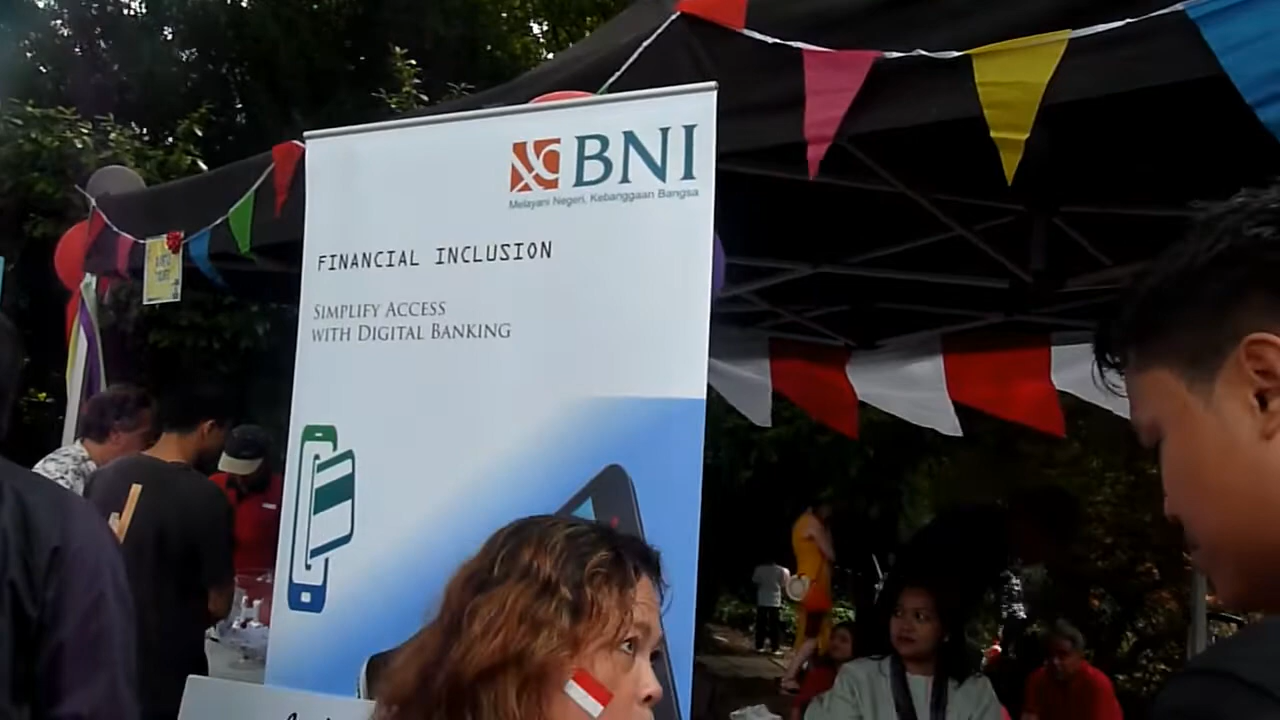 BNI
Melayani Negeri, Kebanggaan Bangsa
FINANCIAL INCLUSION
SIMPLIFY ACCESS
WITH DIGITAL BANKING